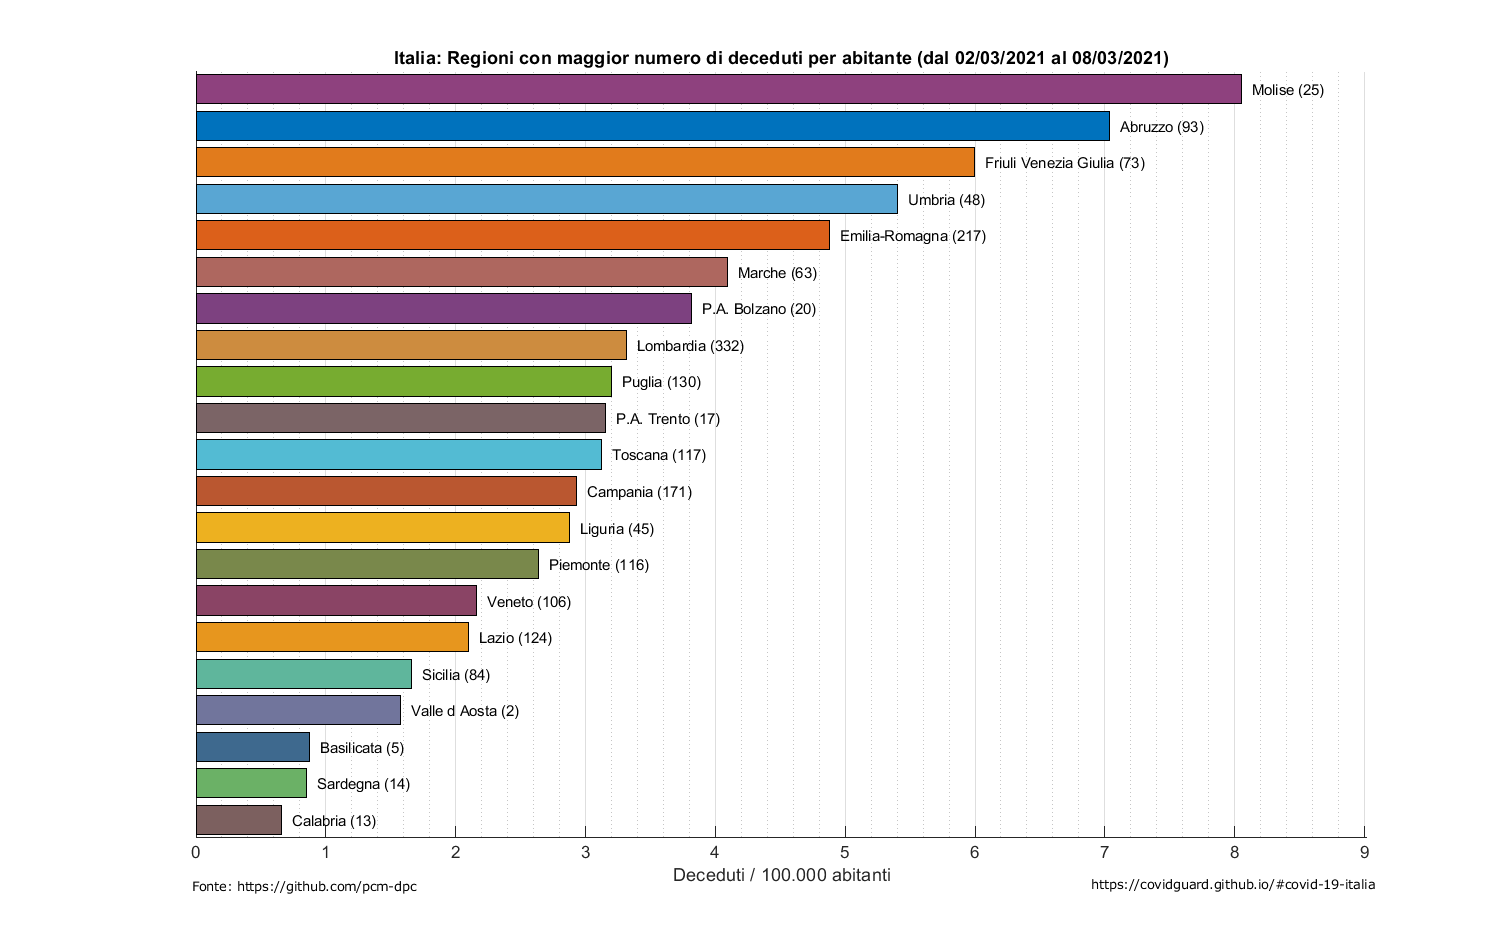 Italia: Regioni con maggior numero di deceduti per abitante (dal 02/03/2021 al 08/03/2021)
Molise (25)
Abruzzo (93)
Friuli Venezia Giulia (73)
Umbria (48)
Emilia-Romagna (217)
Marche (63)
P.A. Bolzano (20)
Lombardia (332)
Puglia (130)
P.A. Trento (17)
Toscana (117)
Campania (171)
Liguria (45)
Piemonte (116)
Veneto (106)
Lazio (124)
Sicilia (84)
Valle d Aosta (2)
Basilicata (5)
Sardegna (14)
Calabria (13)
0 1 2 3 4 5 6 7 8 9
Deceduti / 100.000 abitanti
Fonte: https://github.com/pcm-dpc
https://covidguard.github.io/#covid-19-italia